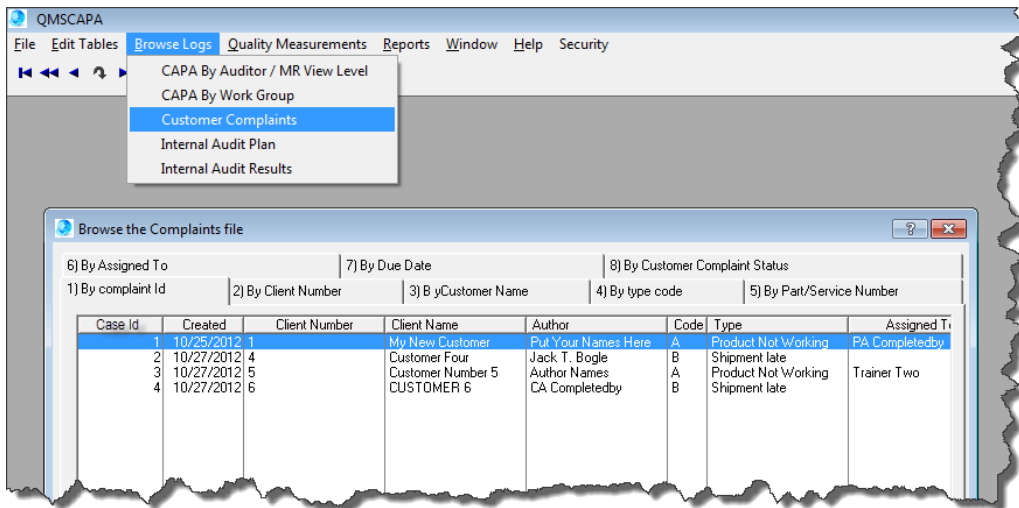 QMSCAPA
File Edit Tables Browse Logs Quality Measurements Reports Window Help Security
CAPA By Auditor / MR View Level
CAPA By Work Group
Customer Complaints
Internal Audit Plan
Internal Audit Results
Browse the Complaints file
6) By Assigned To 7) By Due Date 8) By Customer Complaint Status
1) By complaint Id 2) By Client Number 3) B yCustomer Name 4) By type code 5) By Part/Service Number
Case Id Created Client Number Client Name Author Code Type Assigned T
1 10/25/2012 1 My New Customer Put Your Names Here A Product Not Working PA Completedby
2 10/27/2012 4 Customer Four Jack T. Bogle B Shipment late
3 10/27/2012 5 Customer Number 5 Author Names A Product Not Working Trainer Two
4 10/27/2012 6 CUSTOMER 6 CA Completedby B Shipment late